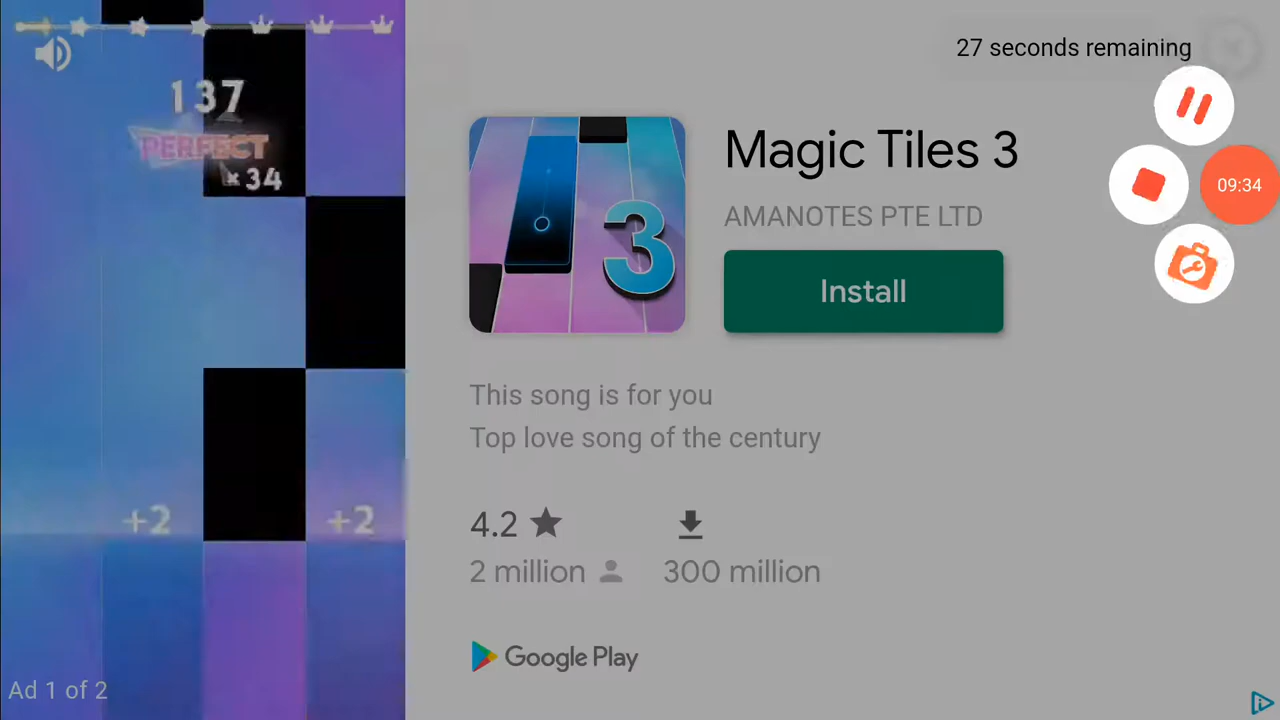 137
PERFECT
×34
+2
+2
Ad 1 of 2
27 seconds remaining
09:34
3
Magic Tiles 3
AMANOTES PTE LTD
Install
This song is for you
Top love song of the century
4.2
2 million
300 million
Google Play